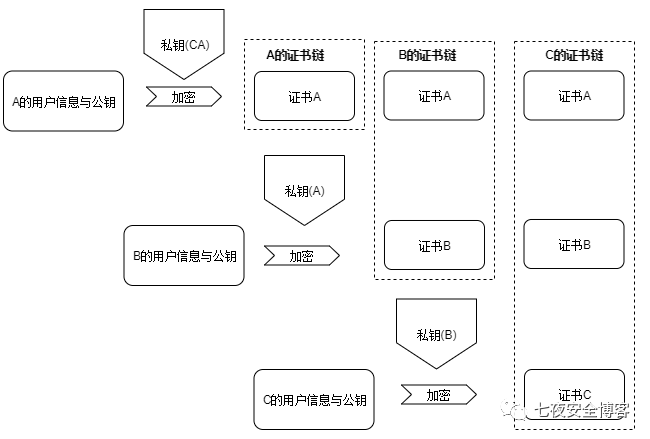 私钥(CA)
A的证书链
B的证书链
C的证书链
A的用户信息与公钥
加密
证书A
证书A
证书A
私钥(A)
B的用户信息与公钥
加密
证书B
证书B
私钥(B)
C的用户信息与公钥
加密
证书C
七夜安全博客